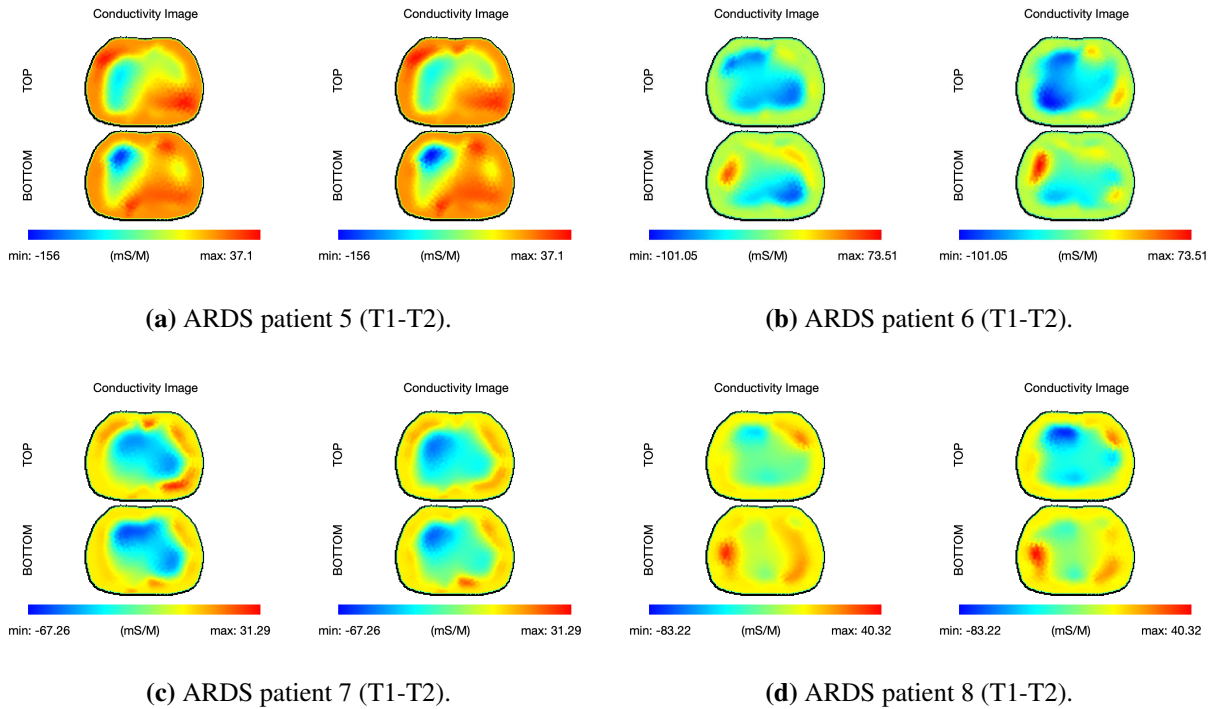 Conductivity Image
TOP
BOTTOM
min: -156 (mS/M) max: 37.1
Conductivity Image
TOP
BOTTOM
min: -156 (mS/M) max: 37.1
(a) ARDS patient 5 (T1-T2).
Conductivity Image
TOP
BOTTOM
min: -101.05 (mS/M) max: 73.51
Conductivity Image
TOP
BOTTOM
min: -101.05 (mS/M) max: 73.51
(b) ARDS patient 6 (T1-T2).
Conductivity Image
TOP
BOTTOM
min: -67.26 (mS/M) max: 31.29
Conductivity Image
TOP
BOTTOM
min: -67.26 (mS/M) max: 31.29
(c) ARDS patient 7 (T1-T2).
Conductivity Image
TOP
BOTTOM
min: -83.22 (mS/M) max: 40.32
Conductivity Image
TOP
BOTTOM
min: -83.22 (mS/M) max: 40.32
(d) ARDS patient 8 (T1-T2).